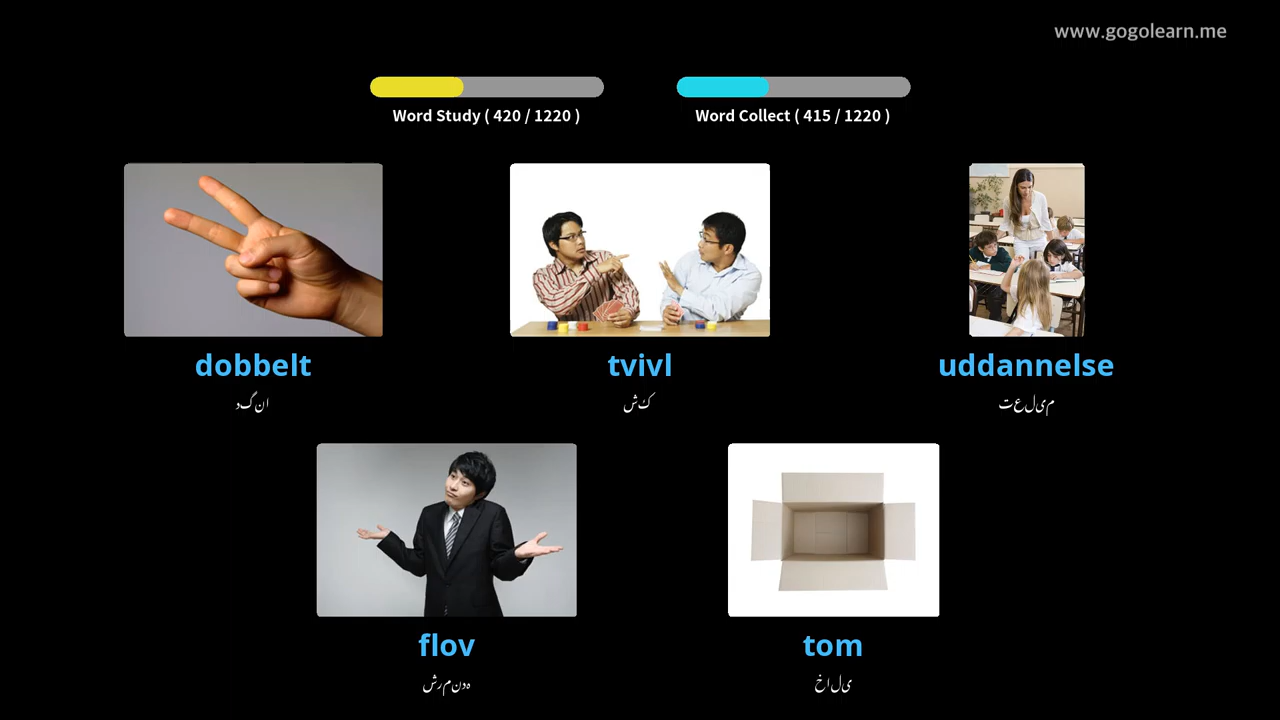 www.gogolearn.me
Word Study ( 420 / 1220 )
Word Collect ( 415 / 1220 )
dobbelt
tvivl
uddannelse
دگنا
شک
تعلیم
flov
tom
شرمندہ
خالی